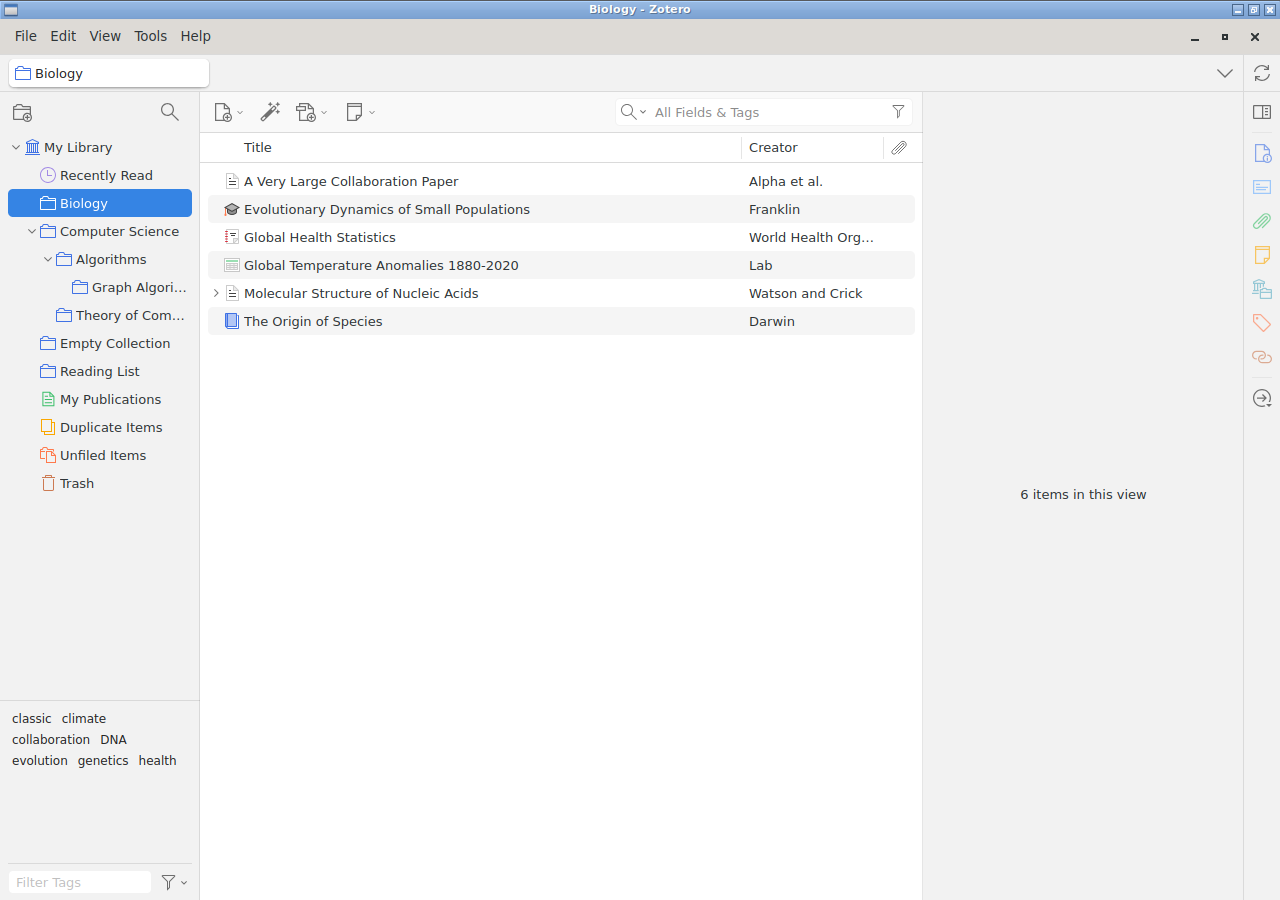 Biology - Zotero
File Edit View Tools Help
Biology
All Fields & Tags
My Library
Recently Read
Biology
Computer Science
Algorithms
Graph Algori...
Theory of Com...
Empty Collection
Reading List
My Publications
Duplicate Items
Unfiled Items
Trash
Title Creator
A Very Large Collaboration Paper Alpha et al.
Evolutionary Dynamics of Small Populations Franklin
Global Health Statistics World Health Org...
Global Temperature Anomalies 1880-2020 Lab
Molecular Structure of Nucleic Acids Watson and Crick
The Origin of Species Darwin
6 items in this view
classic climate
collaboration DNA
evolution genetics health
Filter Tags